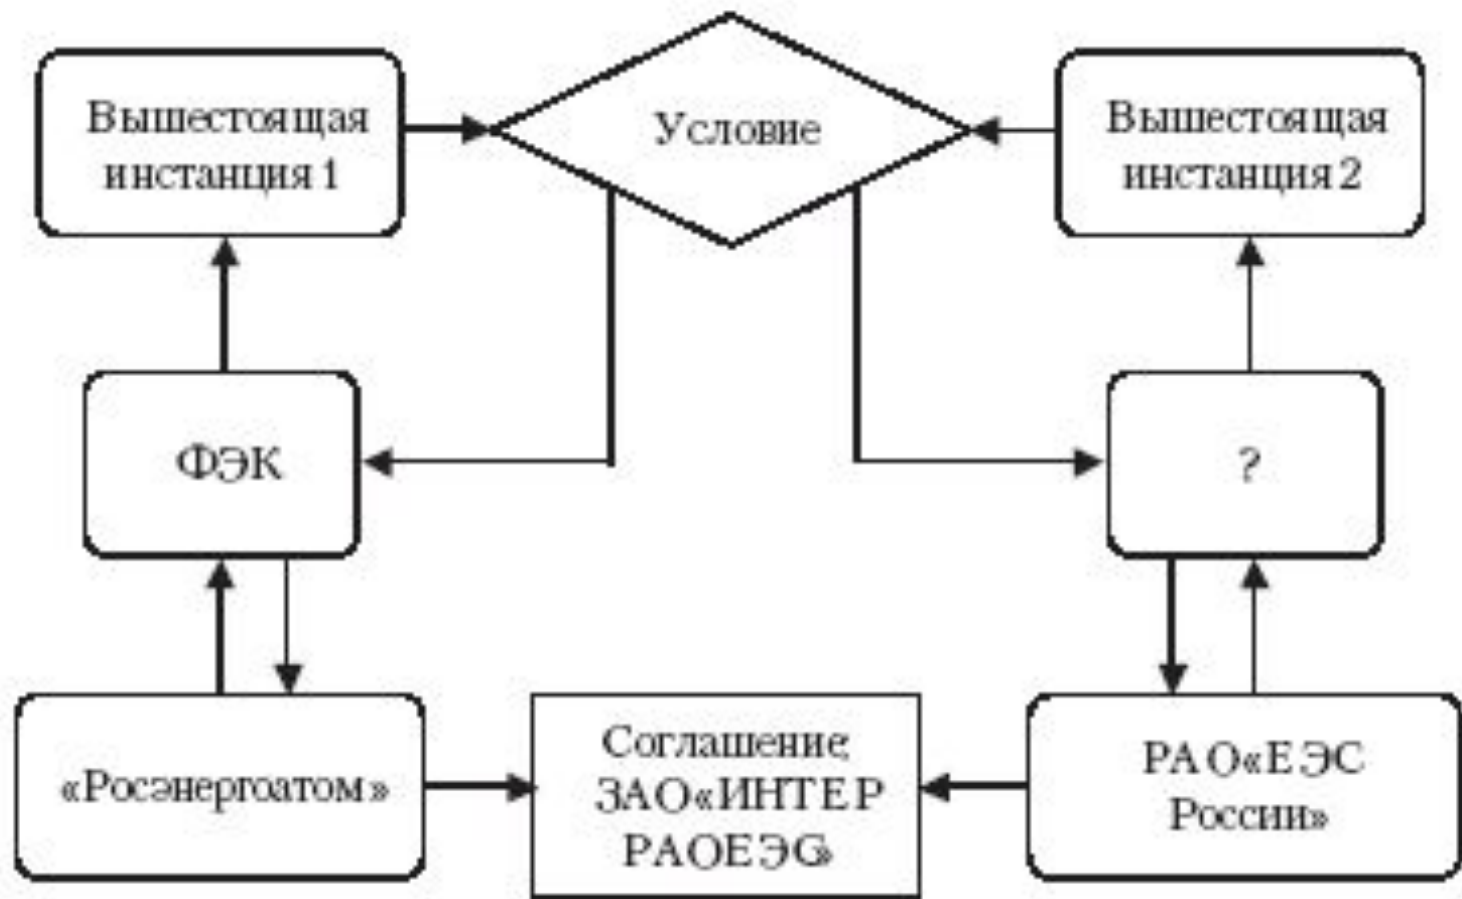 Вышестоящая
инстанция 1
Условие
Вышестоящая
инстанция 2
ФЭК
?
«Росэнергоатом»
Соглашение;
ЗАО «ИНТЕР
РАОЕЭС»
РАО «ЕЭС
России»